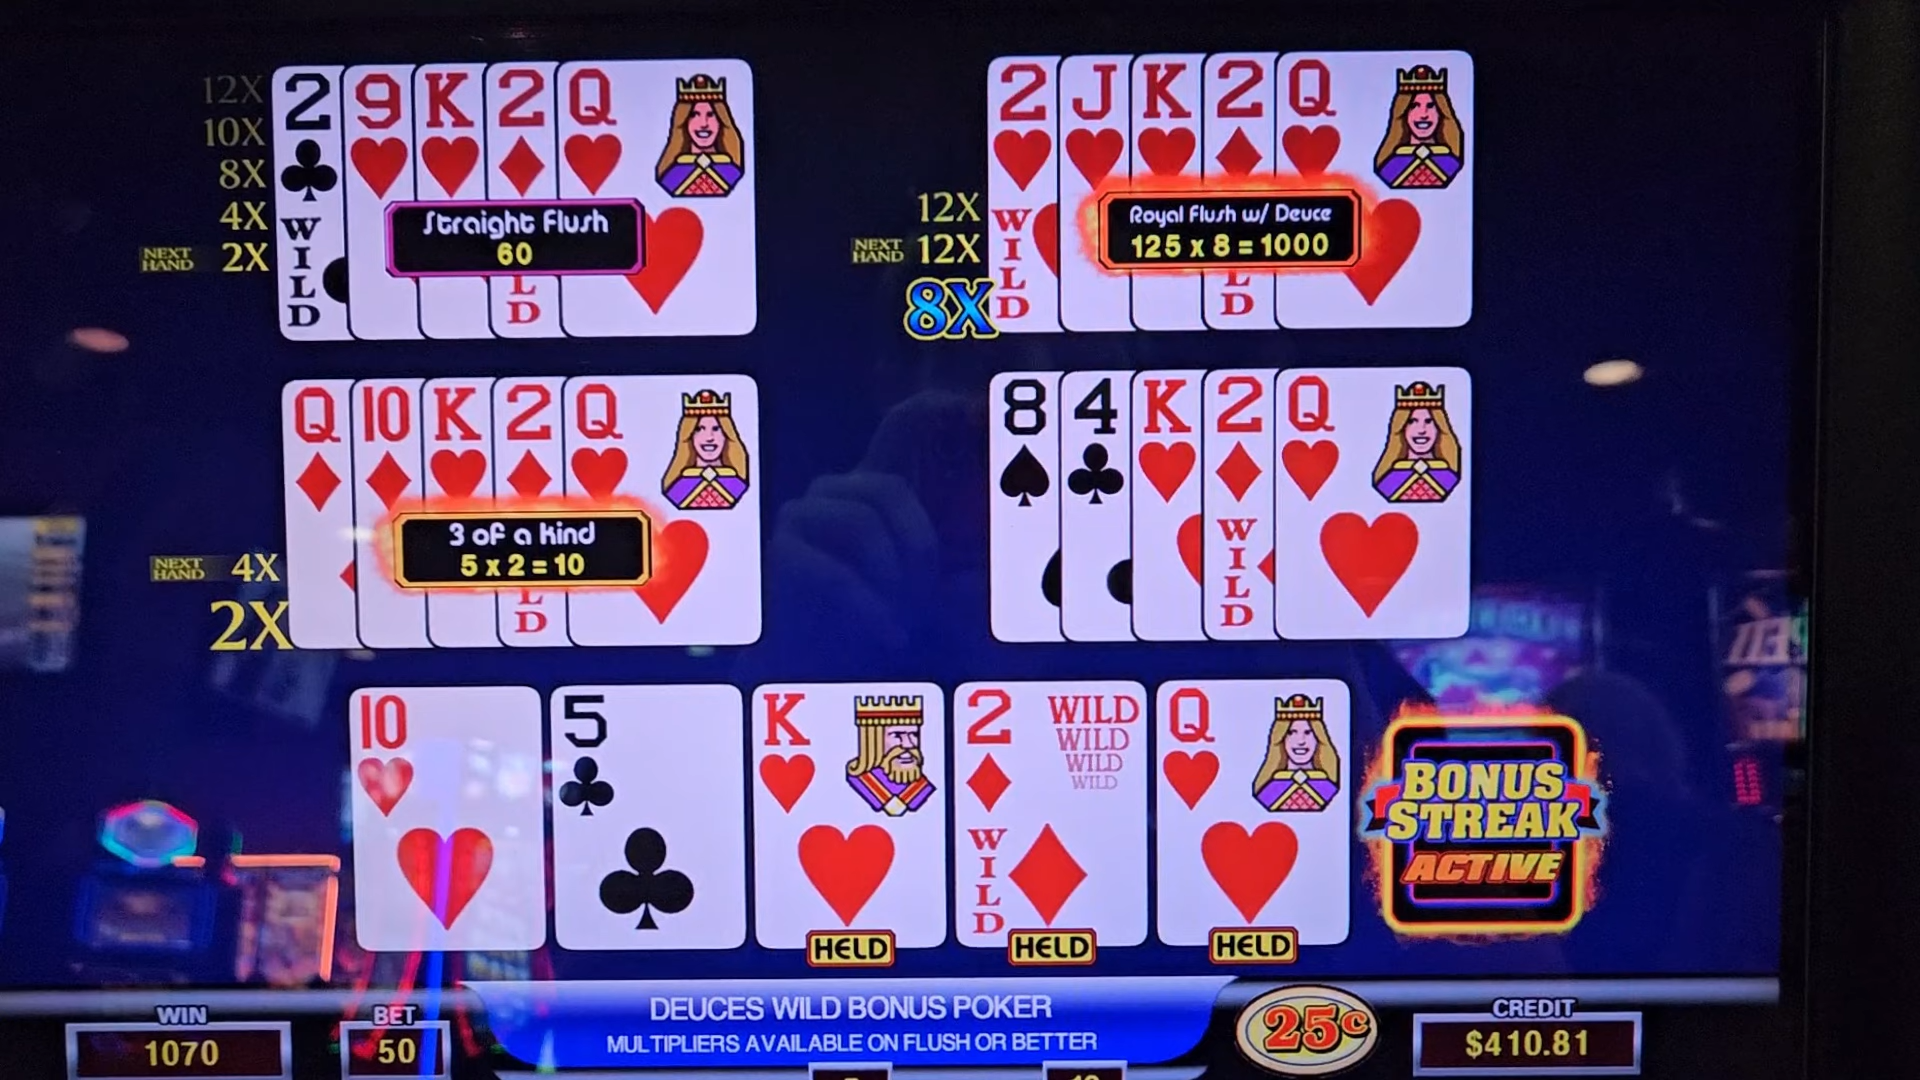 12X
10X
8X
4X
NEXT HAND 2X
2 9 K 2 Q
WILD
Straight Flush
60
LD
12X
NEXT HAND 12X
8X
2 J K 2 Q
WILD
Royal Flush w/ Deuce
125 x 8 = 1000
LD
NEXT HAND 4X
2X
Q 10 K 2 Q
3 of a kind
5 x 2 = 10
LD
8 4 K 2 Q
WILD
10 5 K 2 Q
WILD
WILD
WILD
WILD
WILD
HELD HELD HELD
BONUS
STREAK
ACTIVE
WIN
1070
BET
50
DEUCES WILD BONUS POKER
MULTIPLIERS AVAILABLE ON FLUSH OR BETTER
25¢
CREDIT
$410.81